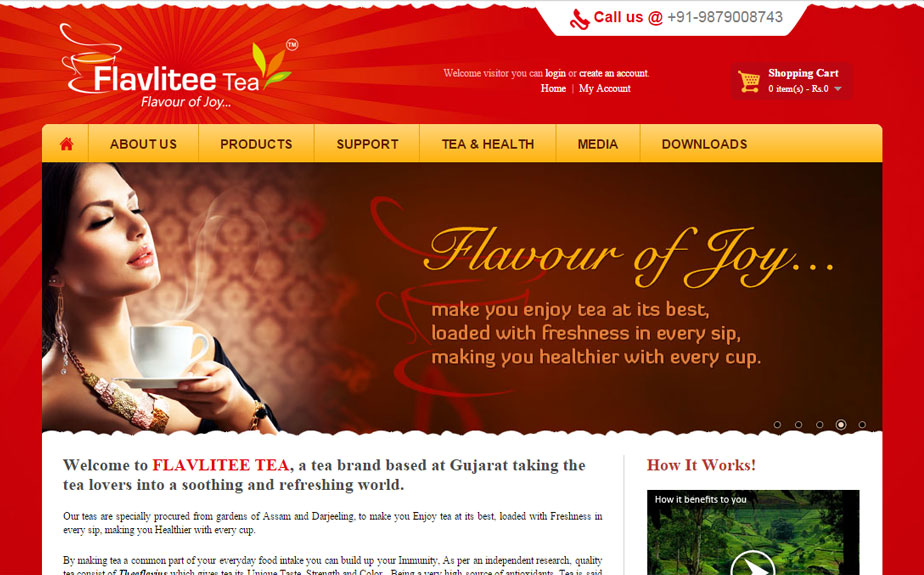 Call us @ +91-9879008743
Flavlitee Tea TM
Flavour of Joy...
Welcome visitor you can login or create an account.
Home | My Account
Shopping Cart
0 item(s) - Rs.0
ABOUT US PRODUCTS SUPPORT TEA & HEALTH MEDIA DOWNLOADS
Flavour of Joy...
make you enjoy tea at its best,
loaded with freshness in every sip,
making you healthier with every cup.
Welcome to FLAVLITEE TEA, a tea brand based at Gujarat taking the
tea lovers into a soothing and refreshing world.
Our teas are specially procured from gardens of Assam and Darjeeling, to make you Enjoy tea at its best, loaded with Freshness in
every sip, making you Healthier with every cup.
By making tea a common part of your everyday food intake you can build up your Immunity, As per an independent research, quality
tea consist of Theaflavins which gives tea its Unique Taste, Strength and Color. Being a very high source of antioxidants, Tea is said
How It Works!
How it benefits to you